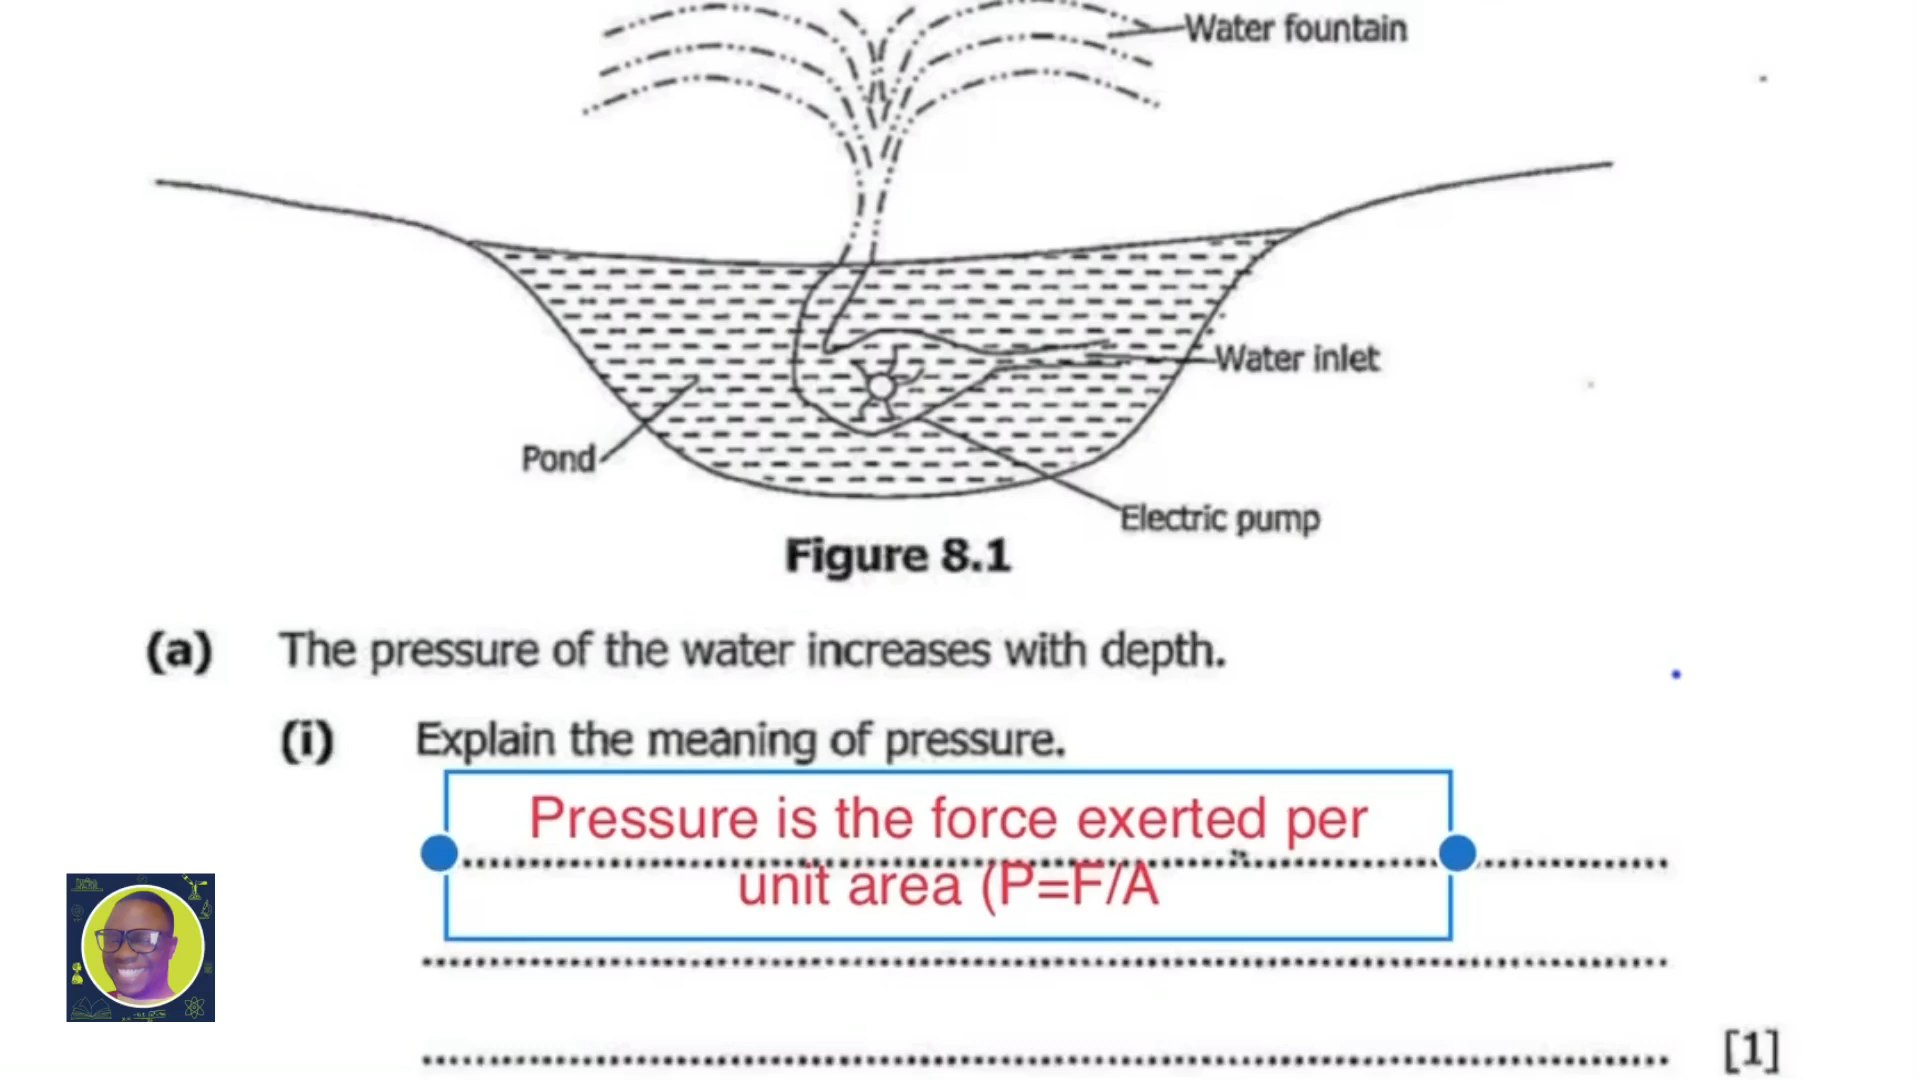 Water fountain
Water inlet
Pond
Electric pump
Figure 8.1
(a) The pressure of the water increases with depth.
(i) Explain the meaning of pressure.
Pressure is the force exerted per
unit area (P=F/A
[1]